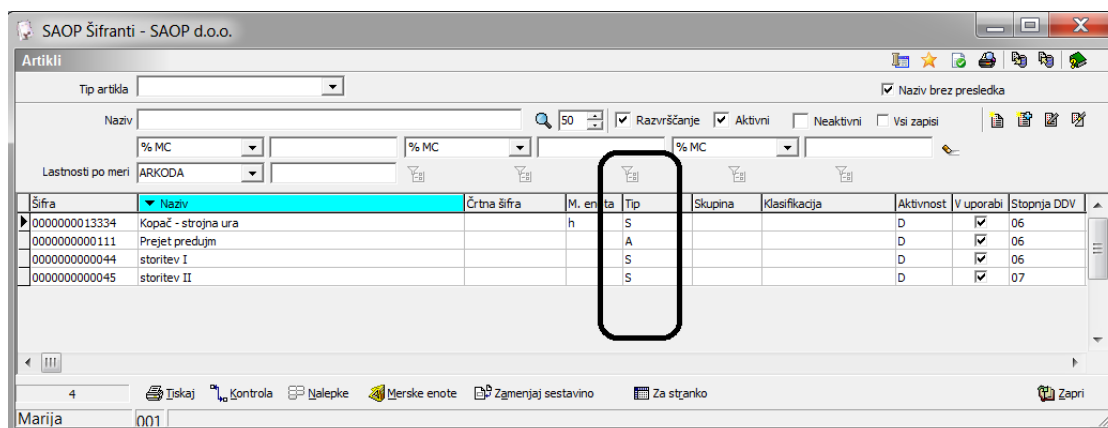 SAOP Šifranti - SAOP d.o.o.
Artikli
Tip artikla
Naziv brez presledka
Naziv 50 Razvrščanje Aktivni Neaktivni Vsi zapisi
% MC % MC % MC
Lastnosti po meri ARKODA
Šifra Naziv Črtna šifra M. enota Tip Skupina Klasifikacija Aktivnost V uporabi Stopnja DDV
0000000013334 Kopač - strojna ura h S D 06
0000000000111 Prejet predujm A D 06
0000000000044 storitev I S D 06
0000000000045 storitev II S D 07
4 Tiskaj Kontrola Nalepke Merske enote Zamenjaj sestavino Za stranko Zapri
Marija 001